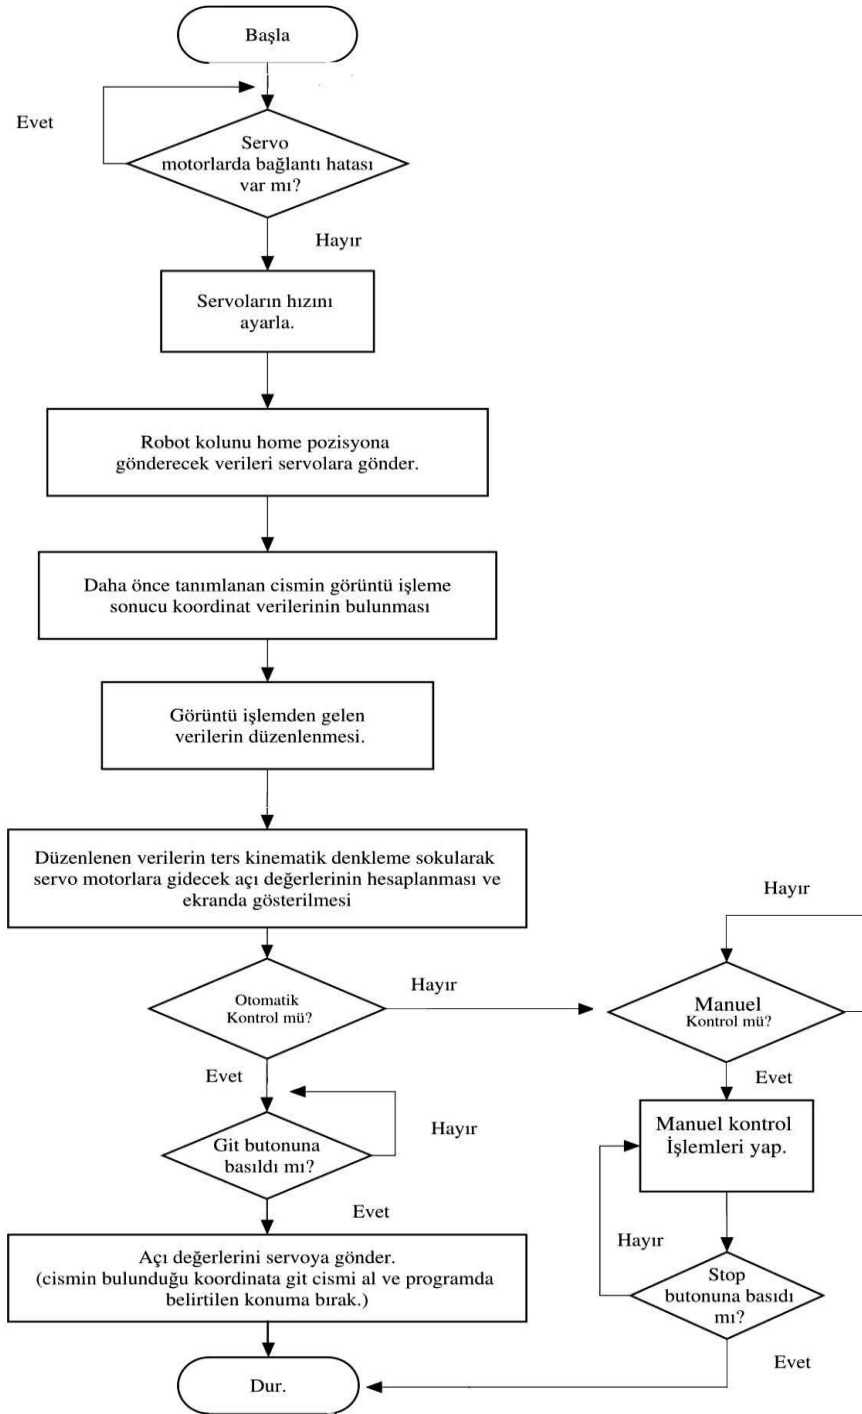 Başla
Evet
Servo
motorlarda bağlantı hatası
var mı?
Hayır
Servoların hızını
ayarla.
Robot kolunu home pozisyona
gönderecek verileri servolara gönder.
Daha önce tanımlanan cismin görüntü işleme
sonucu koordinat verilerinin bulunması
Görüntü işlemden gelen
verilerin düzenlenmesi.
Düzenlenen verilerin ters kinematik denkleme sokularak
servo motorlara gidecek açı değerlerinin hesaplanması ve
ekranda gösterilmesi
Otomatik
Kontrol mü?
Hayır
Hayır
Manuel
Kontrol mü?
Evet
Git butonuna
basıldı mı?
Hayır
Evet
Açı değerlerini servoya gönder.
(cismin bulunduğu koordinata git cismi al ve programda
belirtilen konuma bırak.)
Evet
Manuel kontrol
İşlemleri yap.
Hayır
Stop
butonuna basıdı
mı?
Evet
Dur.